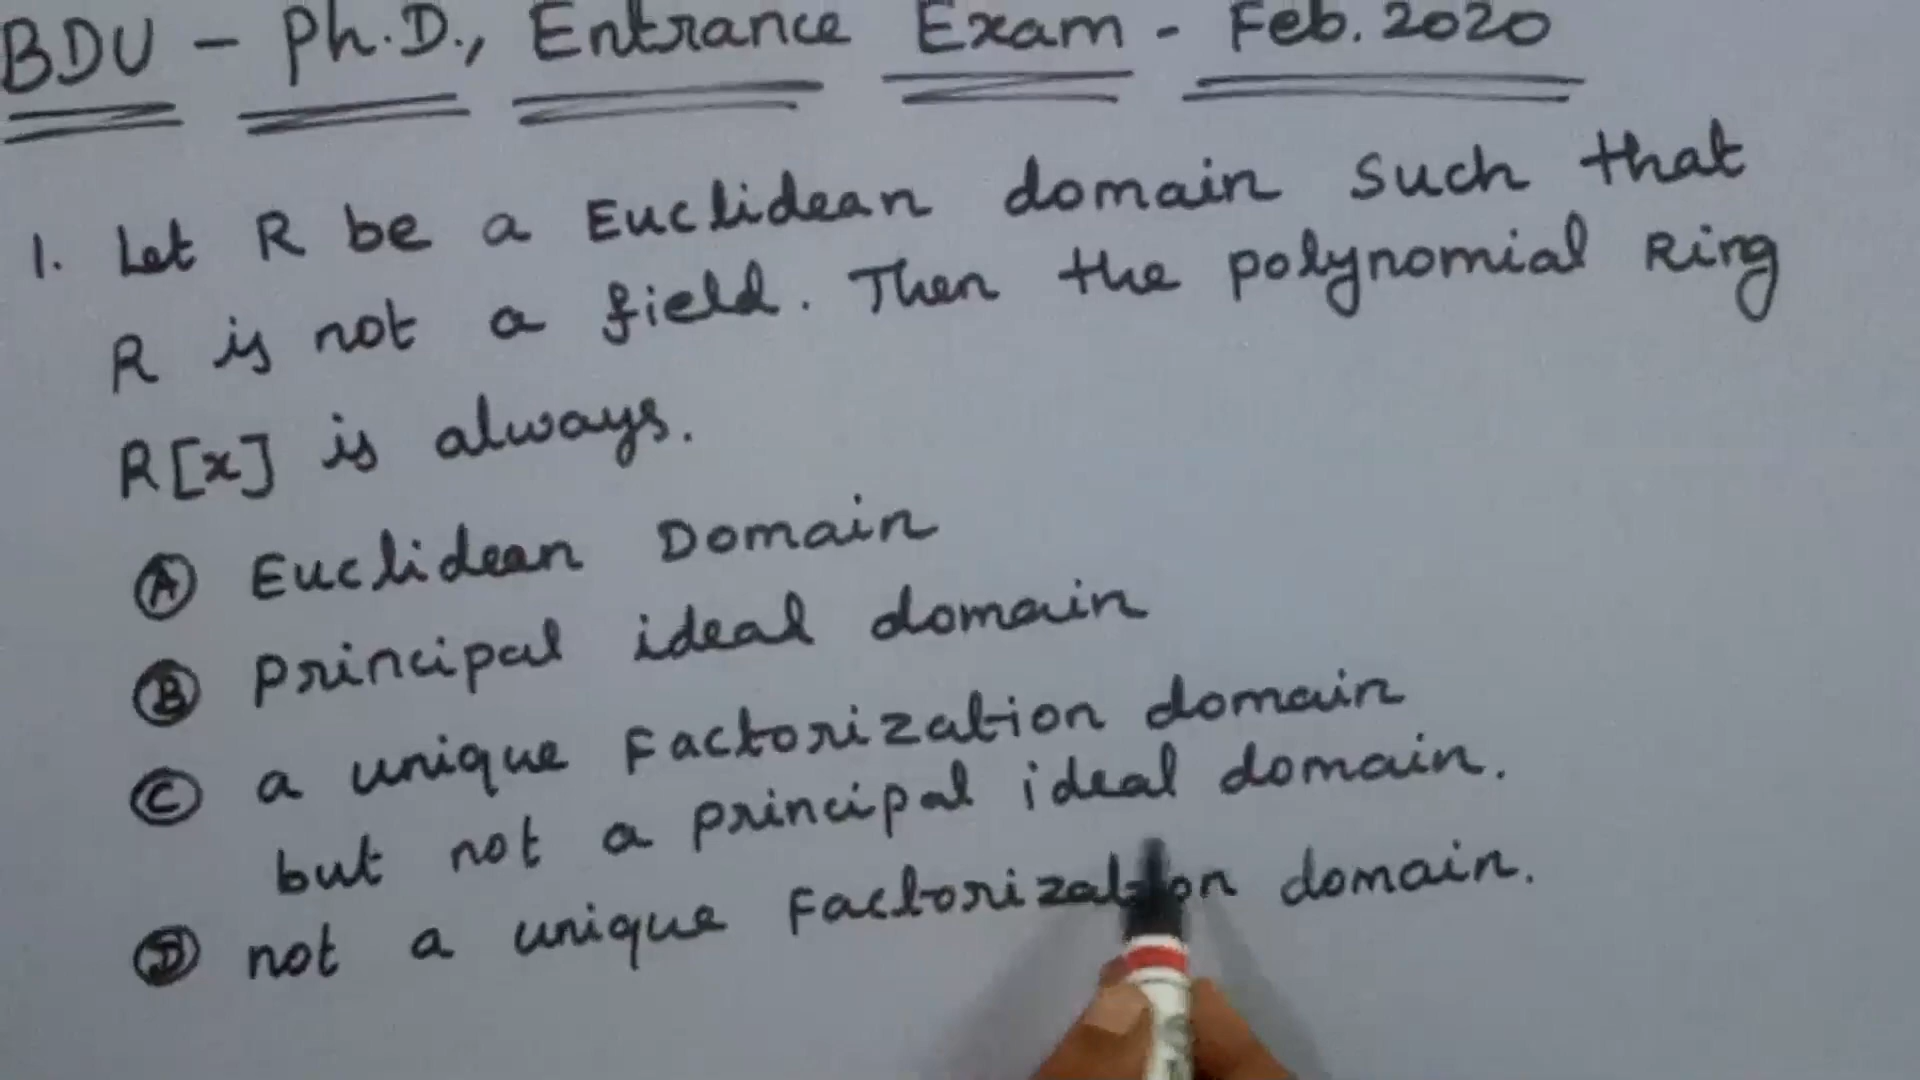 BDU - Ph.D., Entrance Exam - Feb. 2020
1. Let R be a Euclidean domain such that
R is not a field. Then the polynomial Ring
R[x] is always.
(A) Euclidean Domain
(B) Principal ideal domain
(C) a unique Factorization domain
but not a principal ideal domain.
(D) not a unique Factorization domain.